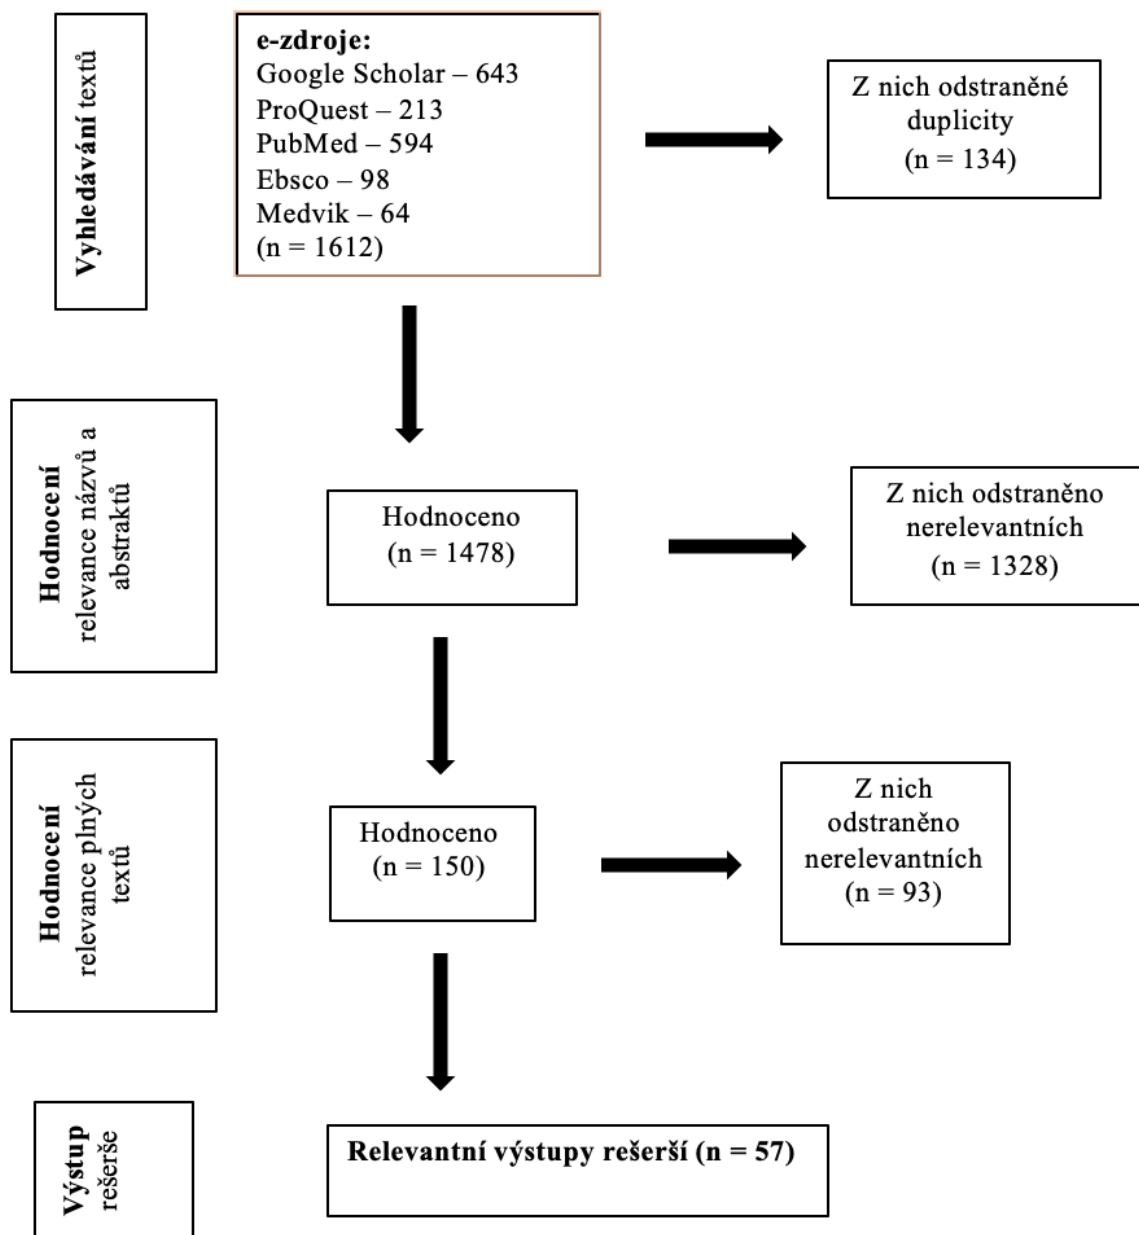 Vyhledávání textů
e-zdroje:
Google Scholar – 643
ProQuest – 213
PubMed – 594
Ebsco – 98
Medvik – 64
(n = 1612)
Z nich odstraněné
duplicity
(n = 134)
Hodnocení
relevance názvů a
abstraktů
Hodnoceno
(n = 1478)
Z nich odstraněno
nerelevantních
(n = 1328)
Hodnocení
relevance plných
textů
Hodnoceno
(n = 150)
Z nich
odstraněno
nerelevantních
(n = 93)
Výstup
rešerše
Relevantní výstupy rešerší (n = 57)